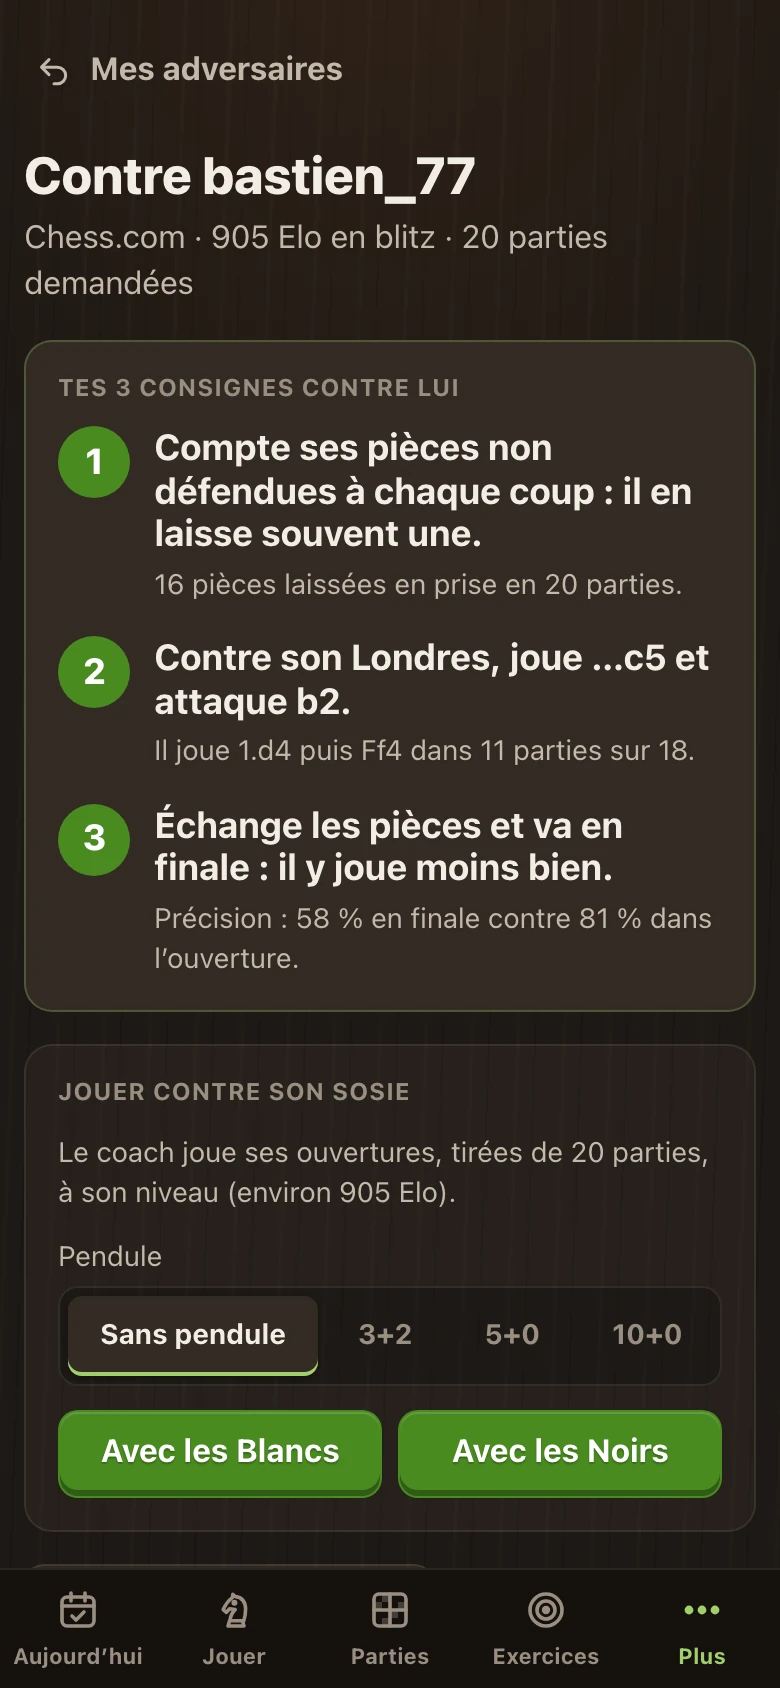 Mes adversaires
Contre bastien_77
Chess.com · 905 Elo en blitz · 20 parties
demandées
TES 3 CONSIGNES CONTRE LUI
1
Compte ses pièces non
défendues à chaque coup : il en
laisse souvent une.
16 pièces laissées en prise en 20 parties.
2
Contre son Londres, joue ...c5 et
attaque b2.
Il joue 1.d4 puis Ff4 dans 11 parties sur 18.
3
Échange les pièces et va en
finale : il y joue moins bien.
Précision : 58 % en finale contre 81 % dans
l’ouverture.
JOUER CONTRE SON SOSIE
Le coach joue ses ouvertures, tirées de 20 parties,
à son niveau (environ 905 Elo).
Pendule
Sans pendule 3+2 5+0 10+0
Avec les Blancs Avec les Noirs
Aujourd’hui Jouer Parties Exercices Plus